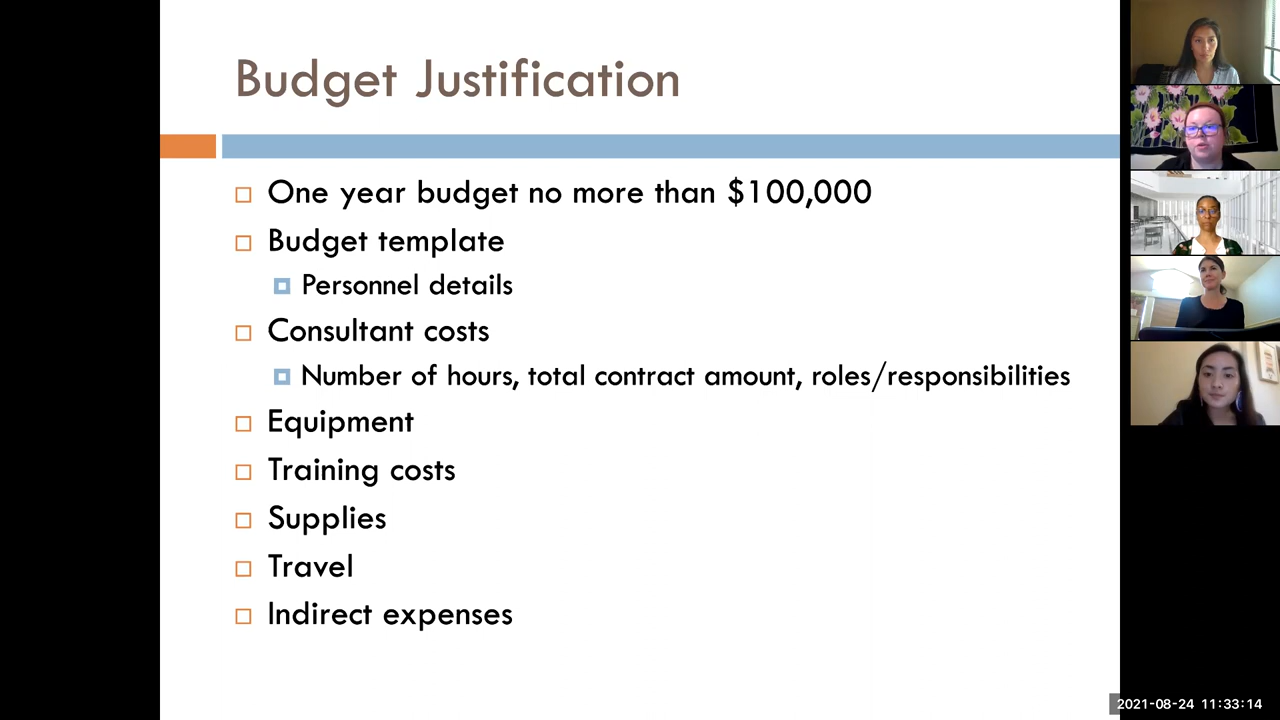 Budget Justification
One year budget no more than $100,000
Budget template
Personnel details
Consultant costs
Number of hours, total contract amount, roles/responsibilities
Equipment
Training costs
Supplies
Travel
Indirect expenses
2021-08-24 11:33:14